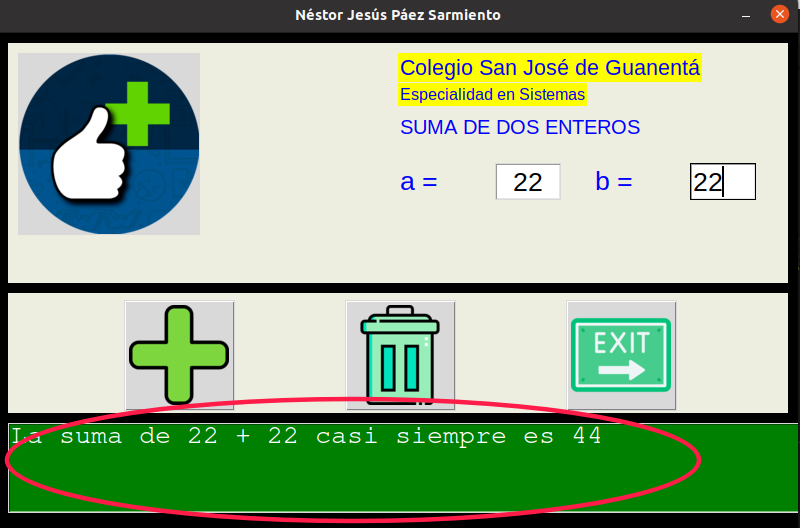 Néstor Jesús Páez Sarmiento
Colegio San José de Guanentá
Especialidad en Sistemas
SUMA DE DOS ENTEROS
a = 22 b = 22
EXIT
La suma de 22 + 22 casi siempre es 44